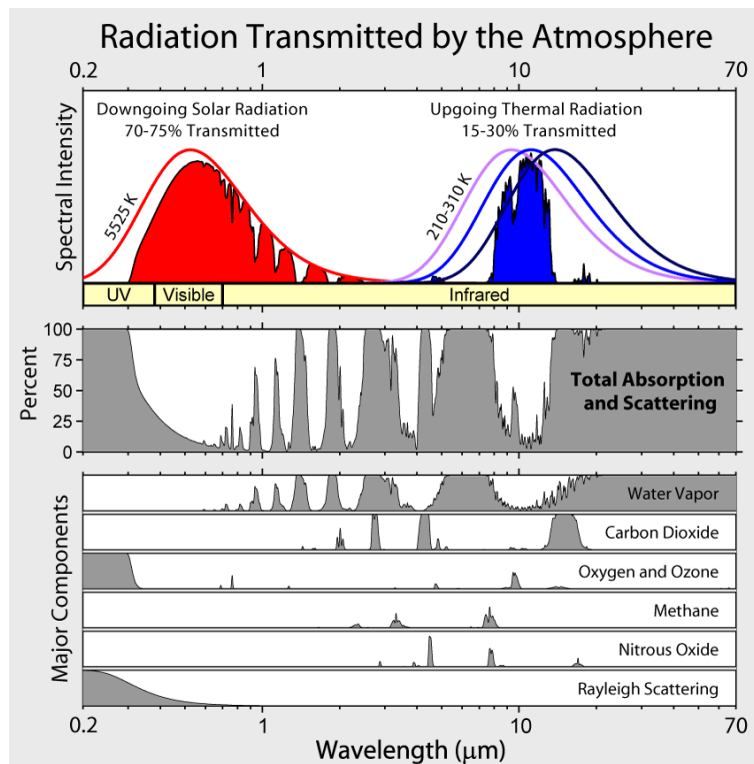 Radiation Transmitted by the Atmosphere
0.2 1 10 70
Downgoing Solar Radiation
70-75% Transmitted
Upgoing Thermal Radiation
15-30% Transmitted
Spectral Intensity
5525 K
210-310 K
UV Visible Infrared
Percent
100
75
50
25
0
Total Absorption
and Scattering
Major Components
Water Vapor
Carbon Dioxide
Oxygen and Ozone
Methane
Nitrous Oxide
Rayleigh Scattering
0.2 1 10 70
Wavelength (μm)